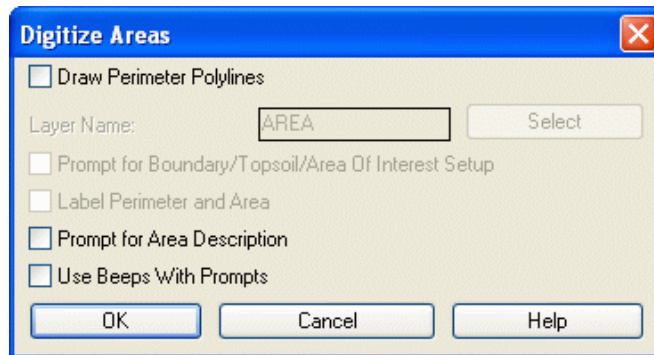 Digitize Areas
Draw Perimeter Polylines
Layer Name: AREA Select
Prompt for Boundary/Topsoil/Area Of Interest Setup
Label Perimeter and Area
Prompt for Area Description
Use Beeps With Prompts
OK Cancel Help